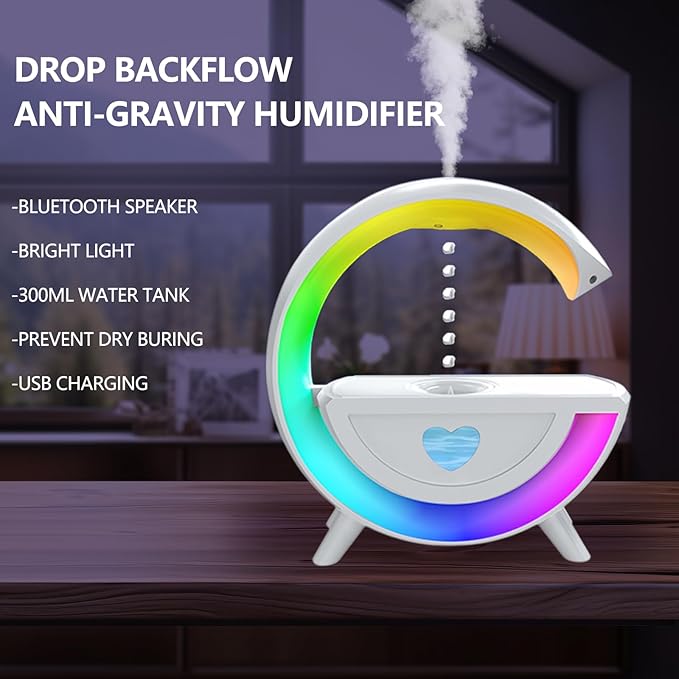 DROP BACKFLOW
ANTI-GRAVITY HUMIDIFIER
-BLUETOOTH SPEAKER
-BRIGHT LIGHT
-300ML WATER TANK
-PREVENT DRY BURING
-USB CHARGING